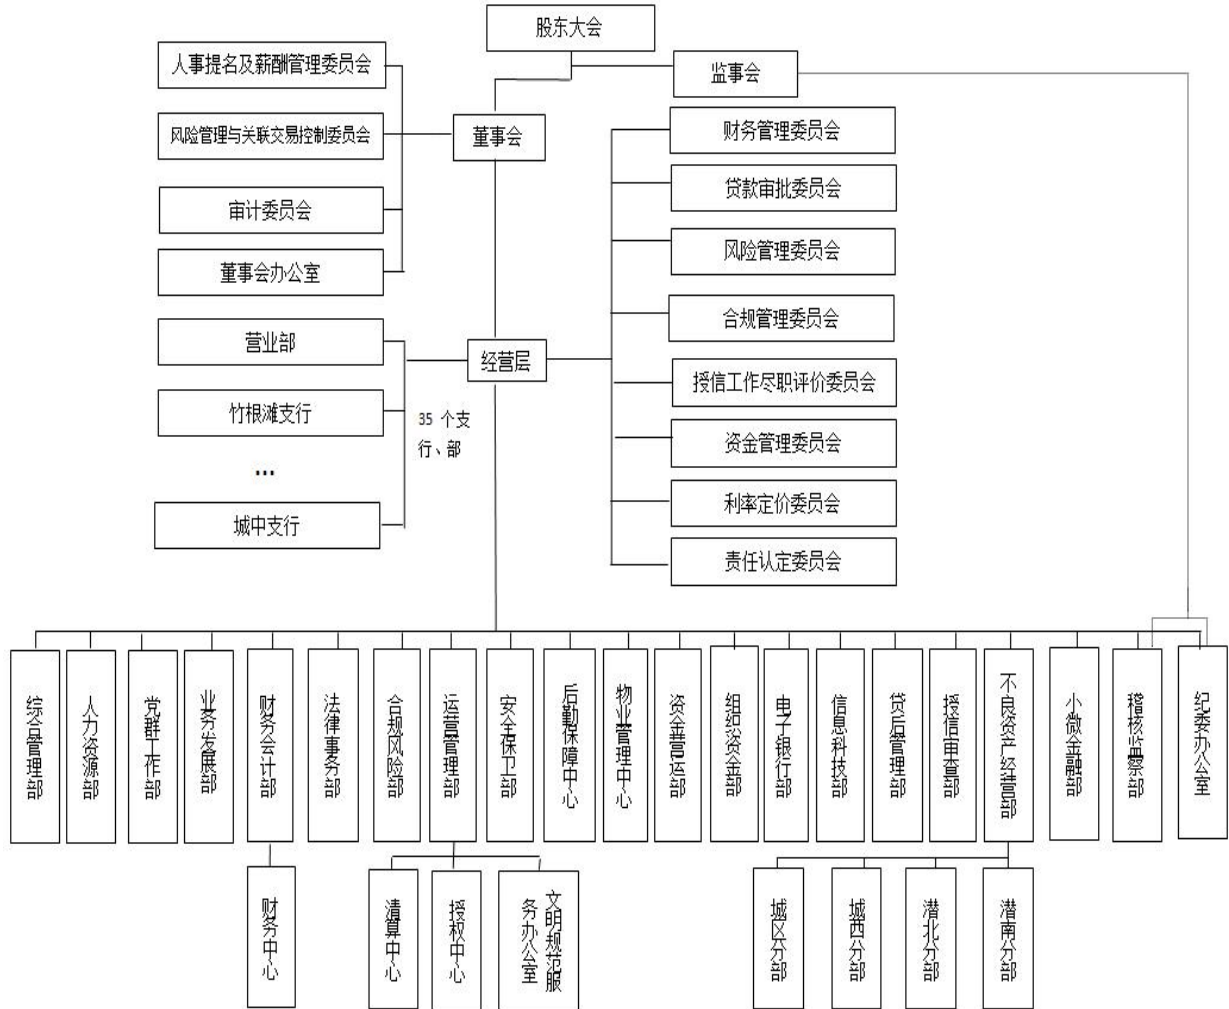 股东大会
人事提名及薪酬管理委员会
监事会
风险管理与关联交易控制委员会
董事会
财务管理委员会
贷款审批委员会
审计委员会
风险管理委员会
董事会办公室
合规管理委员会
营业部
经营层
授信工作尽职评价委员会
竹根滩支行
35 个支
行、部
资金管理委员会
...
利率定价委员会
城中支行
责任认定委员会
综合管理部
人力资源部
党群工作部
业务发展部
财务会计部
法律事务部
合规风险部
运营管理部
安全保卫部
后勤保障中心
物业管理中心
资金营运部
组织资金部
电子银行部
信息科技部
贷后管理部
授信审查部
不良资产经营部
小微金融部
稽核监察部
纪委办公室
财务中心
清算中心
授权中心
文明规范服
务办公室
城区分部
城西分部
潜北分部
潜南分部